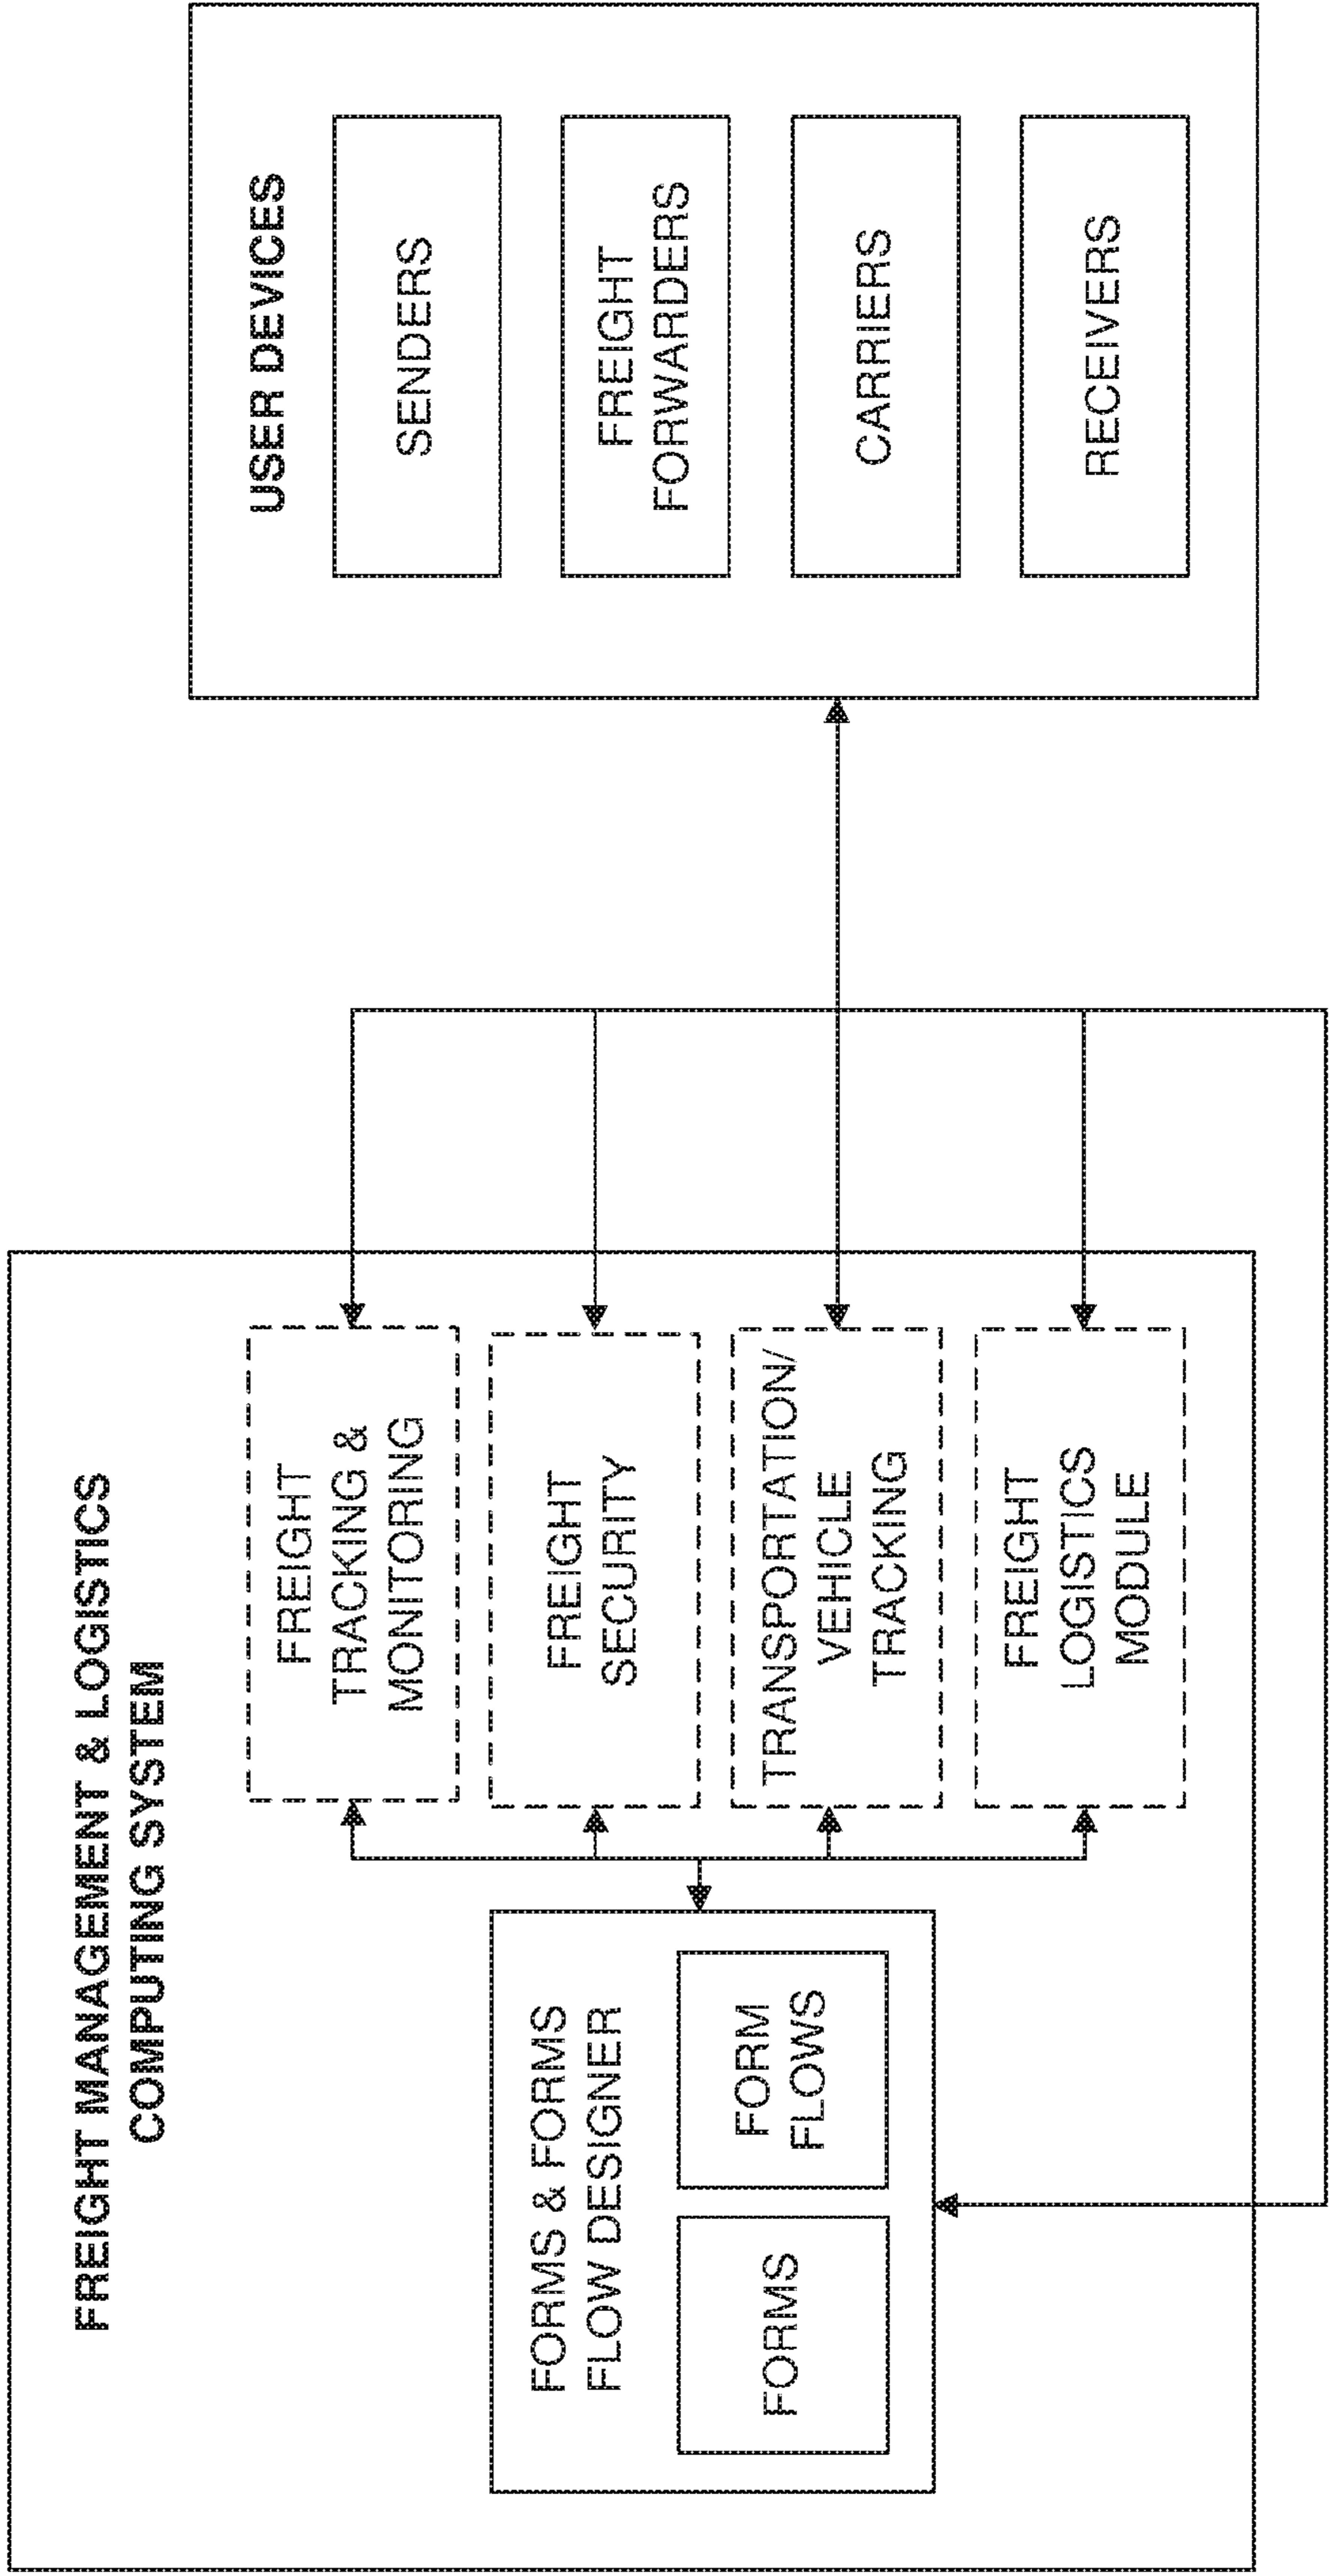 FREIGHT MANAGEMENT & LOGISTICS
COMPUTING SYSTEM
FORMS & FORMS
FLOW DESIGNER
FORMS
FORM
FLOWS
FREIGHT
TRACKING &
MONITORING
FREIGHT
SECURITY
TRANSPORTATION/
VEHICLE
TRACKING
FREIGHT
LOGISTICS
MODULE
USER DEVICES
SENDERS
FREIGHT
FORWARDERS
CARRIERS
RECEIVERS